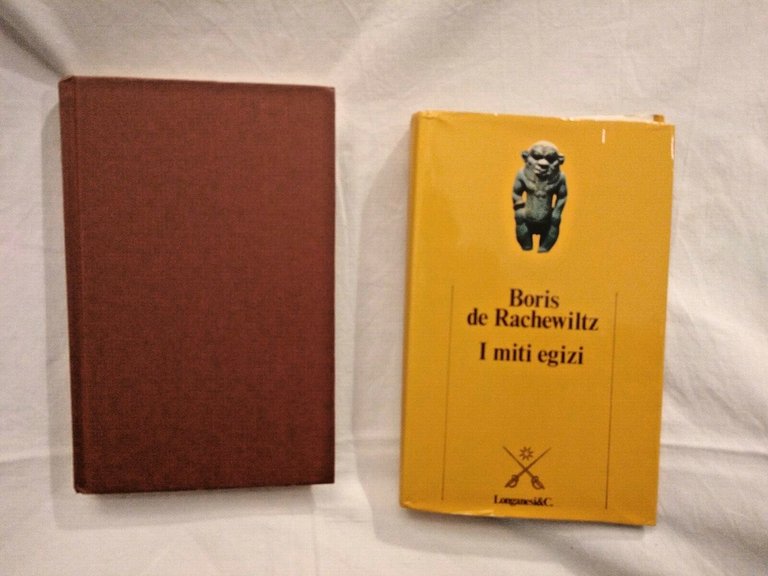 Boris
de Rachewiltz
I miti egizi
Longanesi&C.